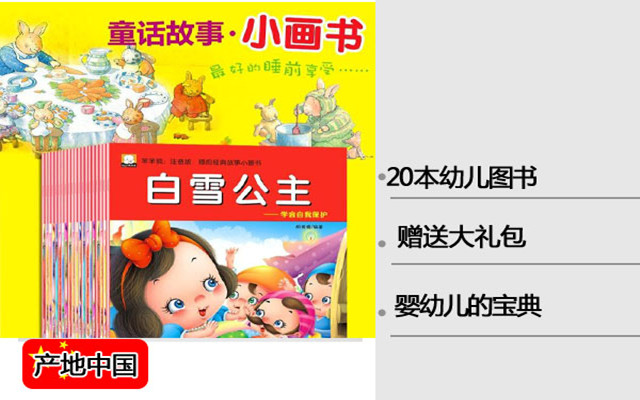 童话故事·小画书
最好的睡前享受……
白雪公主
——学会自我保护
产地中国
·20本幼儿图书
·赠送大礼包
·婴幼儿的宝典